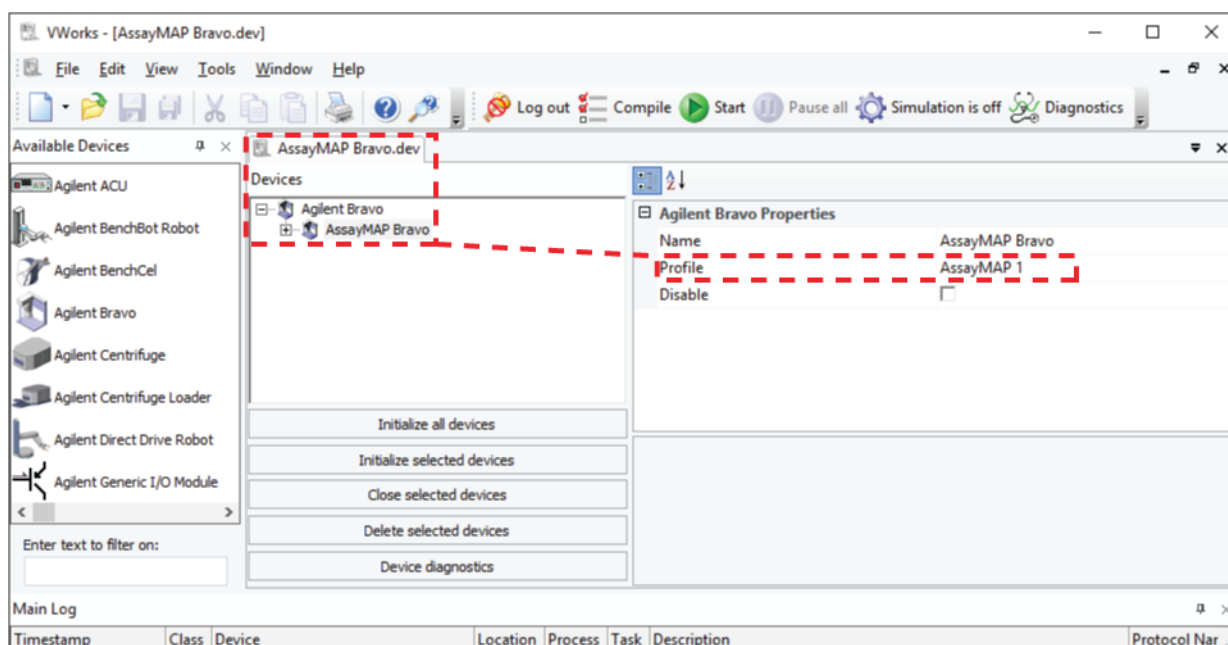 VWorks - [AssayMAP Bravo.dev]
File Edit View Tools Window Help
Log out Compile Start Pause all Simulation is off Diagnostics
Available Devices
Agilent ACU
Agilent BenchBot Robot
Agilent BenchCel
Agilent Bravo
Agilent Centrifuge
Agilent Centrifuge Loader
Agilent Direct Drive Robot
Agilent Generic I/O Module
Enter text to filter on:
AssayMAP Bravo.dev
Devices
Agilent Bravo
AssayMAP Bravo
Initialize all devices
Initialize selected devices
Close selected devices
Delete selected devices
Device diagnostics
Agilent Bravo Properties
Name AssayMAP Bravo
Profile AssayMAP 1
Disable
Main Log
Timestamp Class Device Location Process Task Description Protocol Nar